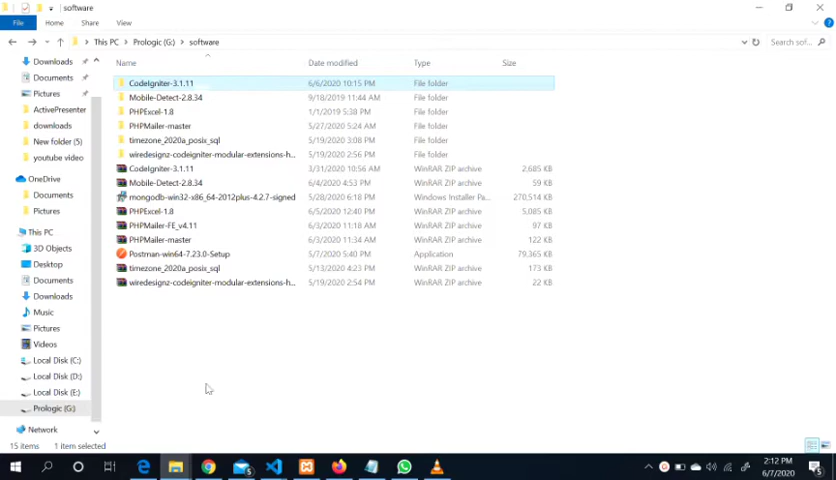 software
File Home Share View
This PC Prologic (G:) software Search sof...
Name Date modified Type Size
CodeIgniter-3.1.11 6/6/2020 10:15 PM File folder
Mobile-Detect-2.8.34 9/18/2019 11:44 AM File folder
PHPExcel-1.8 1/1/2019 5:38 PM File folder
PHPMailer-master 5/27/2020 5:24 AM File folder
timezone_2020a_posix_sql 5/19/2020 3:08 PM File folder
wiredesignz-codeigniter-modular-extensions-h... 5/19/2020 2:56 PM File folder
CodeIgniter-3.1.11 3/31/2020 10:56 AM WinRAR ZIP archive 2,685 KB
Mobile-Detect-2.8.34 6/4/2020 4:53 PM WinRAR ZIP archive 59 KB
mongodb-win32-x86_64-2012plus-4.2.7-signed 5/28/2020 6:18 PM Windows Installer Pa... 270,514 KB
PHPExcel-1.8 6/5/2020 12:40 PM WinRAR ZIP archive 5,085 KB
PHPMailer-FE_v4.11 6/3/2020 11:18 AM WinRAR ZIP archive 97 KB
PHPMailer-master 6/3/2020 11:34 AM WinRAR ZIP archive 122 KB
Postman-win64-7.23.0-Setup 5/7/2020 5:40 PM Application 79,365 KB
timezone_2020a_posix_sql 5/13/2020 4:23 PM WinRAR ZIP archive 173 KB
wiredesignz-codeigniter-modular-extensions-h... 5/19/2020 2:54 PM WinRAR ZIP archive 22 KB
Downloads
Documents
Pictures
ActivePresenter
downloads
New folder (5)
youtube video
OneDrive
Documents
Pictures
This PC
3D Objects
Desktop
Documents
Downloads
Music
Pictures
Videos
Local Disk (C:)
Local Disk (D:)
Local Disk (E:)
Prologic (G:)
Network
15 items 1 item selected
5
2:12 PM
6/7/2020
5